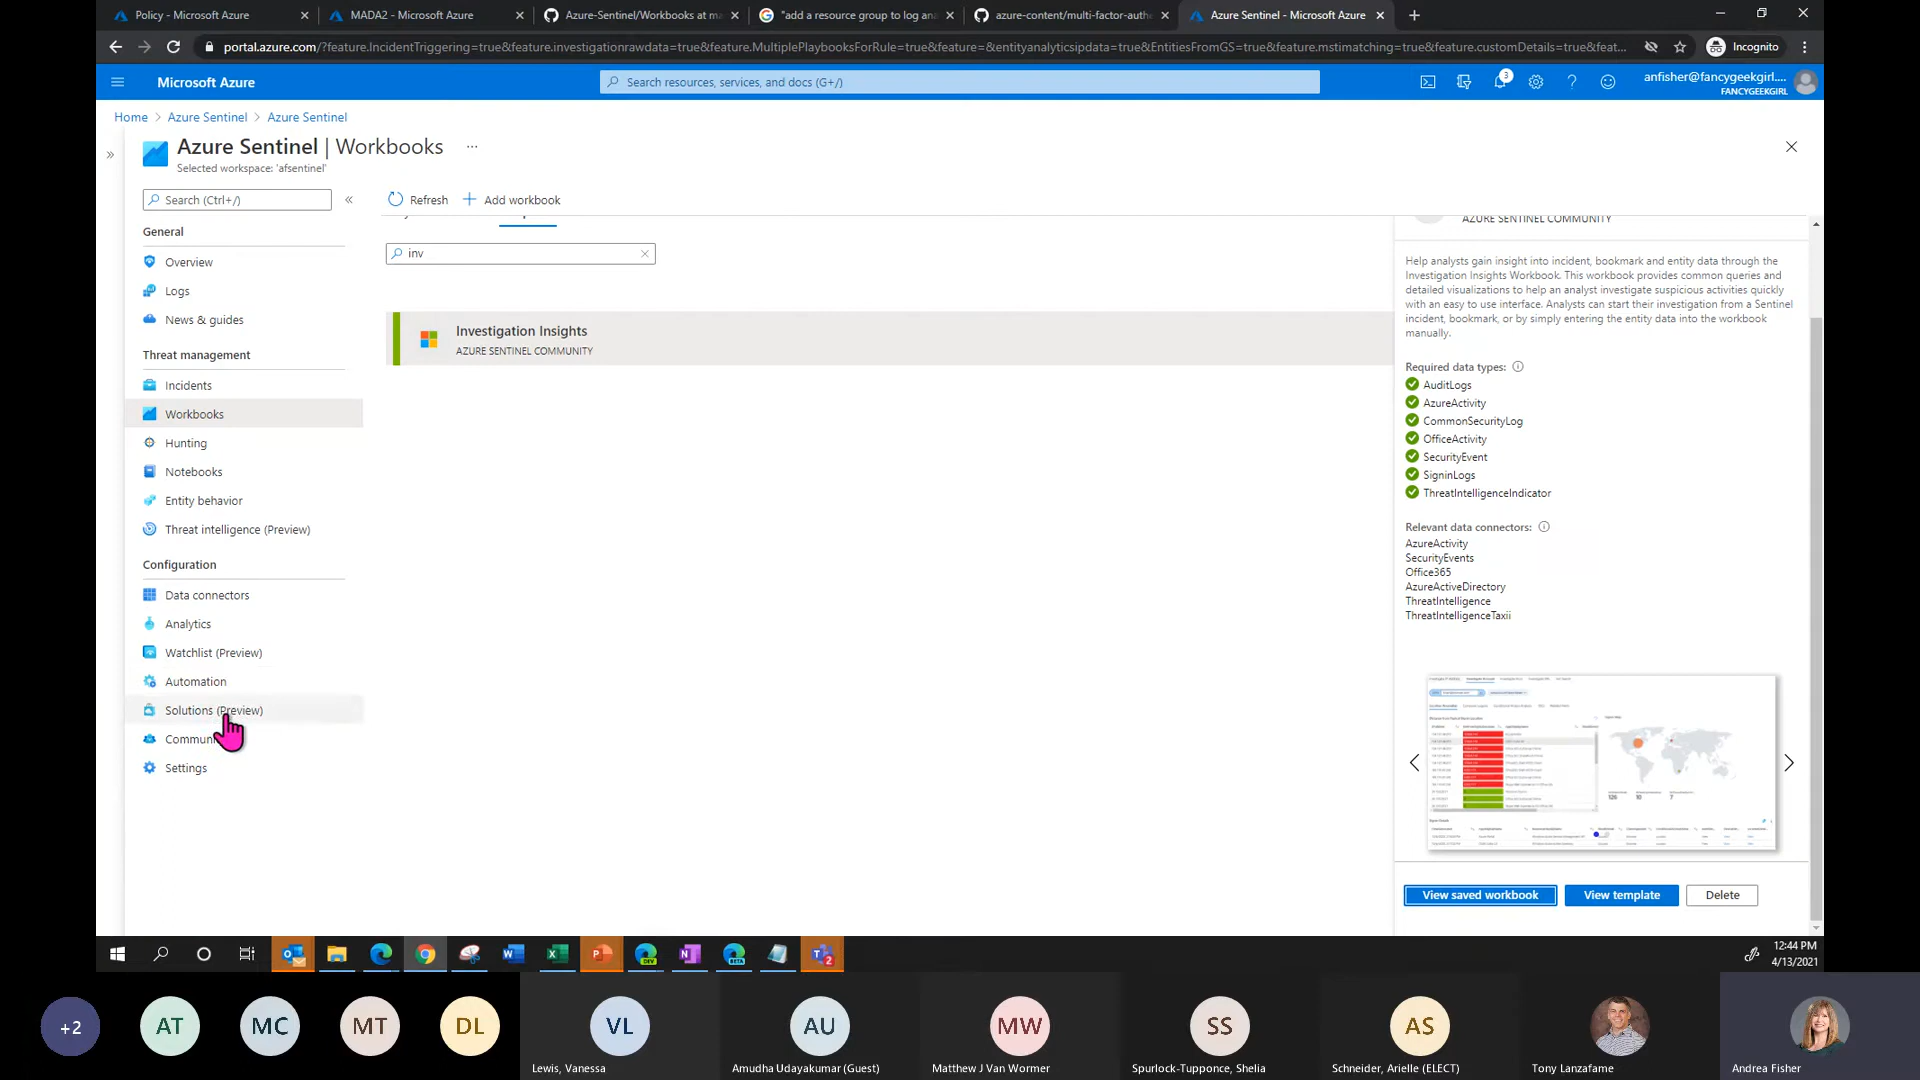 Policy - Microsoft Azure
MADA2 - Microsoft Azure
Azure-Sentinel/Workbooks at ma
"add a resource group to log ana
azure-content/multi-factor-authe
Azure Sentinel - Microsoft Azure
portal.azure.com/?feature.IncidentTriggering=true&feature.investigationrawdata=true&feature.MultiplePlaybooksForRule=true&feature=&entityanalyticsipdata=true&EntitiesFromGS=true&feature.mstimatching=true&feature.customDetails=true&feat...
Incognito
Microsoft Azure
Search resources, services, and docs (G+/)
3
anfisher@fancygeekgirl....
FANCYGEEKGIRL
Home > Azure Sentinel > Azure Sentinel
Azure Sentinel | Workbooks ...
Selected workspace: 'afsentinel'
Search (Ctrl+/)
Refresh
Add workbook
General
Overview
Logs
News & guides
Threat management
Incidents
Workbooks
Hunting
Notebooks
Entity behavior
Threat intelligence (Preview)
Configuration
Data connectors
Analytics
Watchlist (Preview)
Automation
Solutions (Preview)
Commun
Settings
inv
Investigation Insights
AZURE SENTINEL COMMUNITY
AZURE SENTINEL COMMUNITY
Help analysts gain insight into incident, bookmark and entity data through the
Investigation Insights Workbook. This workbook provides common queries and
detailed visualizations to help an analyst investigate suspicious activities quickly
with an easy to use interface. Analysts can start their investigation from a Sentinel
incident, bookmark, or by simply entering the entity data into the workbook
manually.
Required data types:
AuditLogs
AzureActivity
CommonSecurityLog
OfficeActivity
SecurityEvent
SigninLogs
ThreatIntelligenceIndicator
Relevant data connectors:
AzureActivity
SecurityEvents
Office365
AzureActiveDirectory
ThreatIntelligence
ThreatIntelligenceTaxii
126
10
7
View saved workbook
View template
Delete
12:44 PM
4/13/2021
+2
AT
MC
MT
DL
VL
Lewis, Vanessa
AU
Amudha Udayakumar (Guest)
MW
Matthew J Van Wormer
SS
Spurlock-Tupponce, Shelia
AS
Schneider, Arielle (ELECT)
Tony Lanzafame
Andrea Fisher